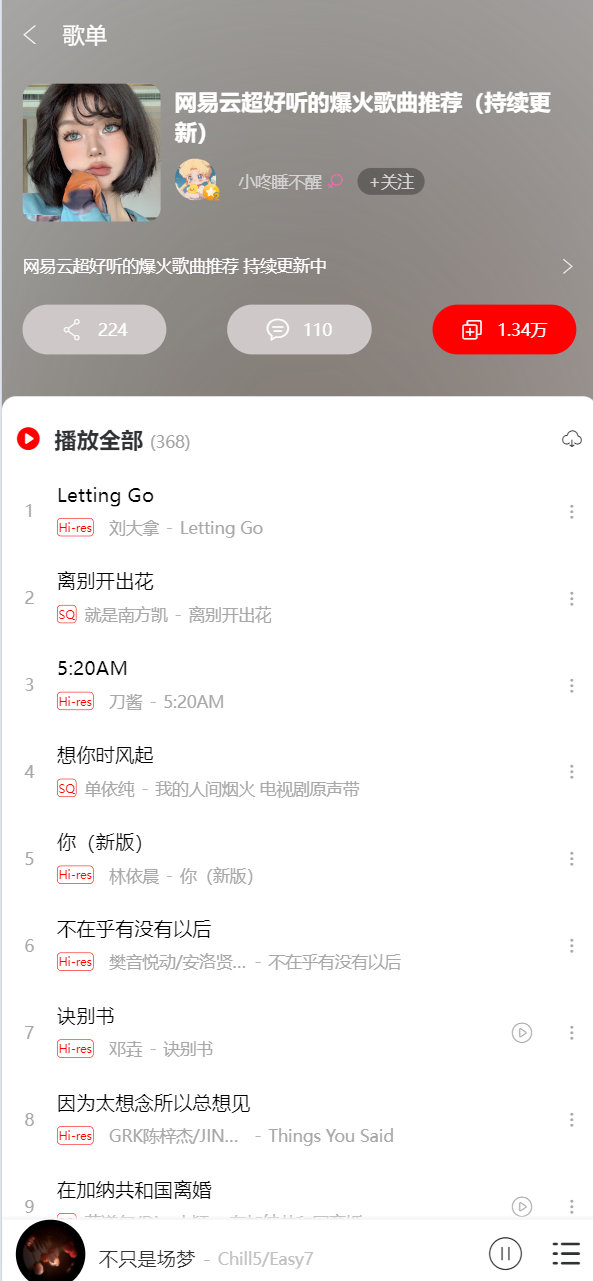 歌单
网易云超好听的爆火歌曲推荐（持续更
新）
小咚睡不醒
+关注
网易云超好听的爆火歌曲推荐 持续更新中
224
110
1.34万
播放全部 (368)
1
Letting Go
Hi-res 刘大拿 - Letting Go
2
离别开出花
SQ 就是南方凯 - 离别开出花
3
5:20AM
Hi-res 刀酱 - 5:20AM
4
想你时风起
SQ 单依纯 - 我的人间烟火 电视剧原声带
5
你（新版）
Hi-res 林依晨 - 你（新版）
6
不在乎有没有以后
Hi-res 樊音悦动/安洛贤... - 不在乎有没有以后
7
诀别书
Hi-res 邓垚 - 诀别书
8
因为太想念所以总想见
Hi-res GRK陈梓杰/JIN... - Things You Said
9
在加纳共和国离婚
不只是场梦 - Chill5/Easy7